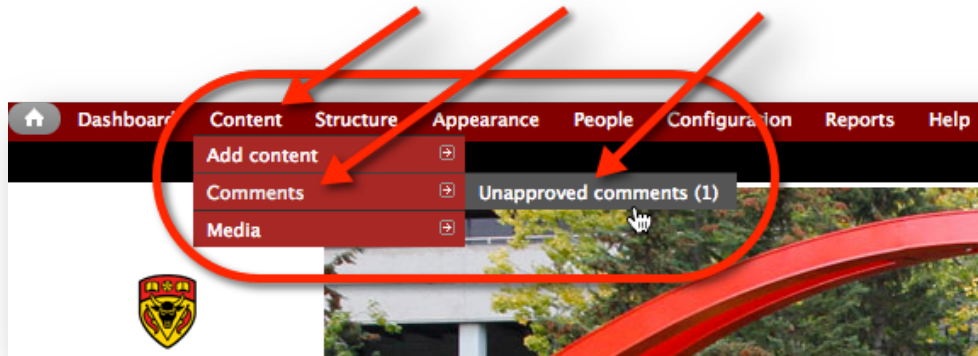 Dashboard Content Structure Appearance People Configuration Reports Help
Add content
Comments Unapproved comments (1)
Media